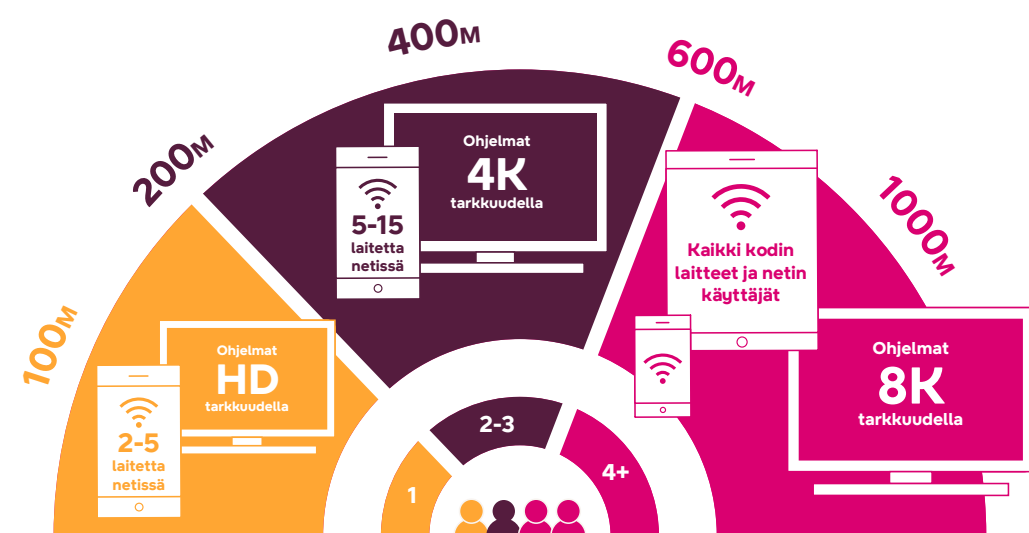 100M
200M
400M
600M
1000M
Ohjelmat
HD
tarkkuudella
2-5
laitetta
netissä
Ohjelmat
4K
tarkkuudella
5-15
laitetta
netissä
Kaikki kodin
laitteet ja netin
käyttäjät
Ohjelmat
8K
tarkkuudella
1
2-3
4+